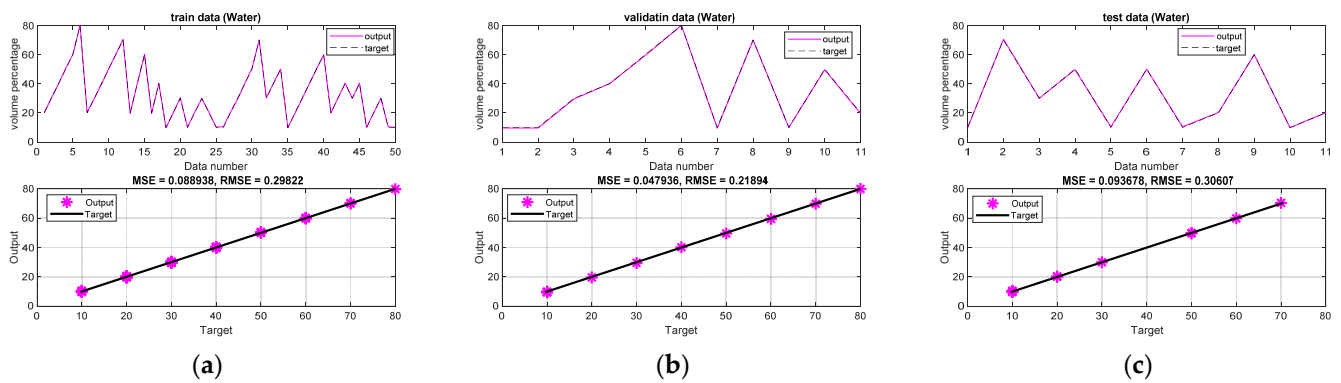 train data (Water)
volume percentage
80
60
40
20
0
output
target
0 5 10 15 20 25 30 35 40 45 50
Data number
MSE = 0.088938, RMSE = 0.29822
Output
80
60
40
20
0
Output
Target
0 10 20 30 40 50 60 70 80
Target
(a)
validatin data (Water)
volume percentage
80
60
40
20
0
output
target
1 2 3 4 5 6 7 8 9 10 11
Data number
MSE = 0.047936, RMSE = 0.21894
Output
80
60
40
20
0
Output
Target
0 10 20 30 40 50 60 70 80
Target
(b)
test data (Water)
volume percentage
80
60
40
20
0
output
target
1 2 3 4 5 6 7 8 9 10 11
Data number
MSE = 0.093678, RMSE = 0.30607
Output
80
60
40
20
0
Output
Target
0 10 20 30 40 50 60 70 80
Target
(c)